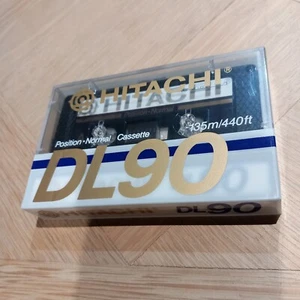 HITACHI®
HITACHI
Position•Normal Cassette 135m/440ft
DL90
HITACHI DL90